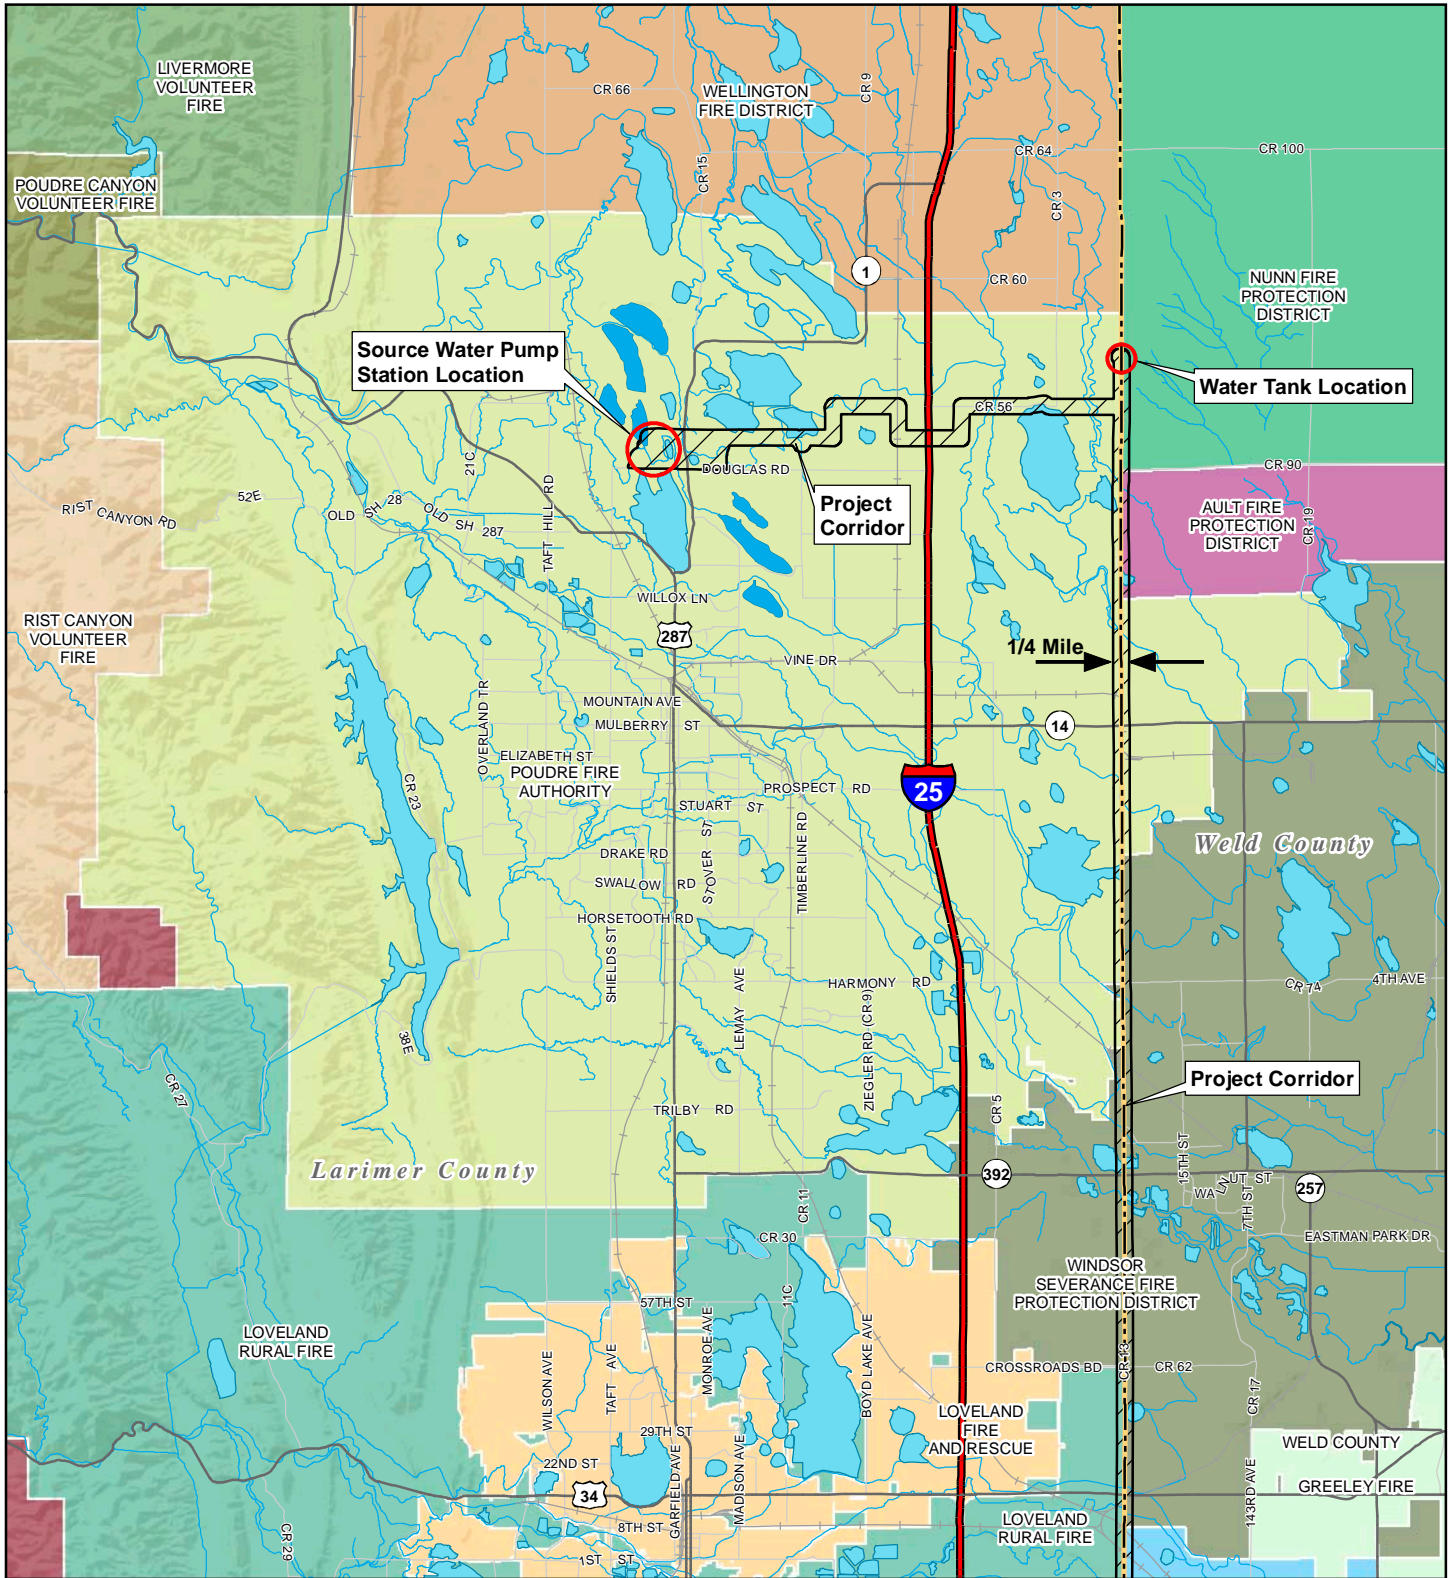 LIVERMORE
VOLUNTEER
FIRE
CR 66
WELLINGTON
FIRE DISTRICT
CR 9
CR 15
CR 64
CR 100
POUDRE CANYON
VOLUNTEER FIRE
CR 3
1
CR 60
NUNN FIRE
PROTECTION
DISTRICT
Source Water Pump
Station Location
Water Tank Location
CR 56
DOUGLAS RD
CR 90
21C
TAFT HILL RD
52E
RIST CANYON RD
OLD SH 28
OLD SH 287
Project
Corridor
AULT FIRE
PROTECTION
DISTRICT
CR 19
WILLOX LN
287
RIST CANYON
VOLUNTEER
FIRE
1/4 Mile
VINE DR
OVERLAND TR
MOUNTAIN AVE
MULBERRY ST
14
ELIZABETH ST
POUDRE FIRE
AUTHORITY
CR 23
PROSPECT RD
25
STUART ST
STOVER ST
TIMBERLINE RD
Weld County
DRAKE RD
SWALLOW RD
HORSETOOTH RD
SHIELDS ST
LEMAY AVE
HARMONY RD
ZIEGLER RD (CR 9)
CR 74
4TH AVE
38E
CR 27
Project Corridor
TRILBY RD
CR 5
Larimer County
392
15TH ST
WALNUT ST
7TH ST
257
CR 11
CR 30
EASTMAN PARK DR
WINDSOR
SEVERANCE FIRE
PROTECTION DISTRICT
57TH ST
11C
MONROE AVE
LOVELAND
RURAL FIRE
WILSON AVE
TAFT AVE
BOYD LAKE AVE
CROSSROADS BD
CR 13
CR 62
CR 17
LOVELAND
FIRE
AND RESCUE
29TH ST
GARFIELD AVE
MADISON AVE
22ND ST
WELD COUNTY
34
GREELEY FIRE
143RD AVE
8TH ST
LOVELAND
RURAL FIRE
1ST ST
CR 29